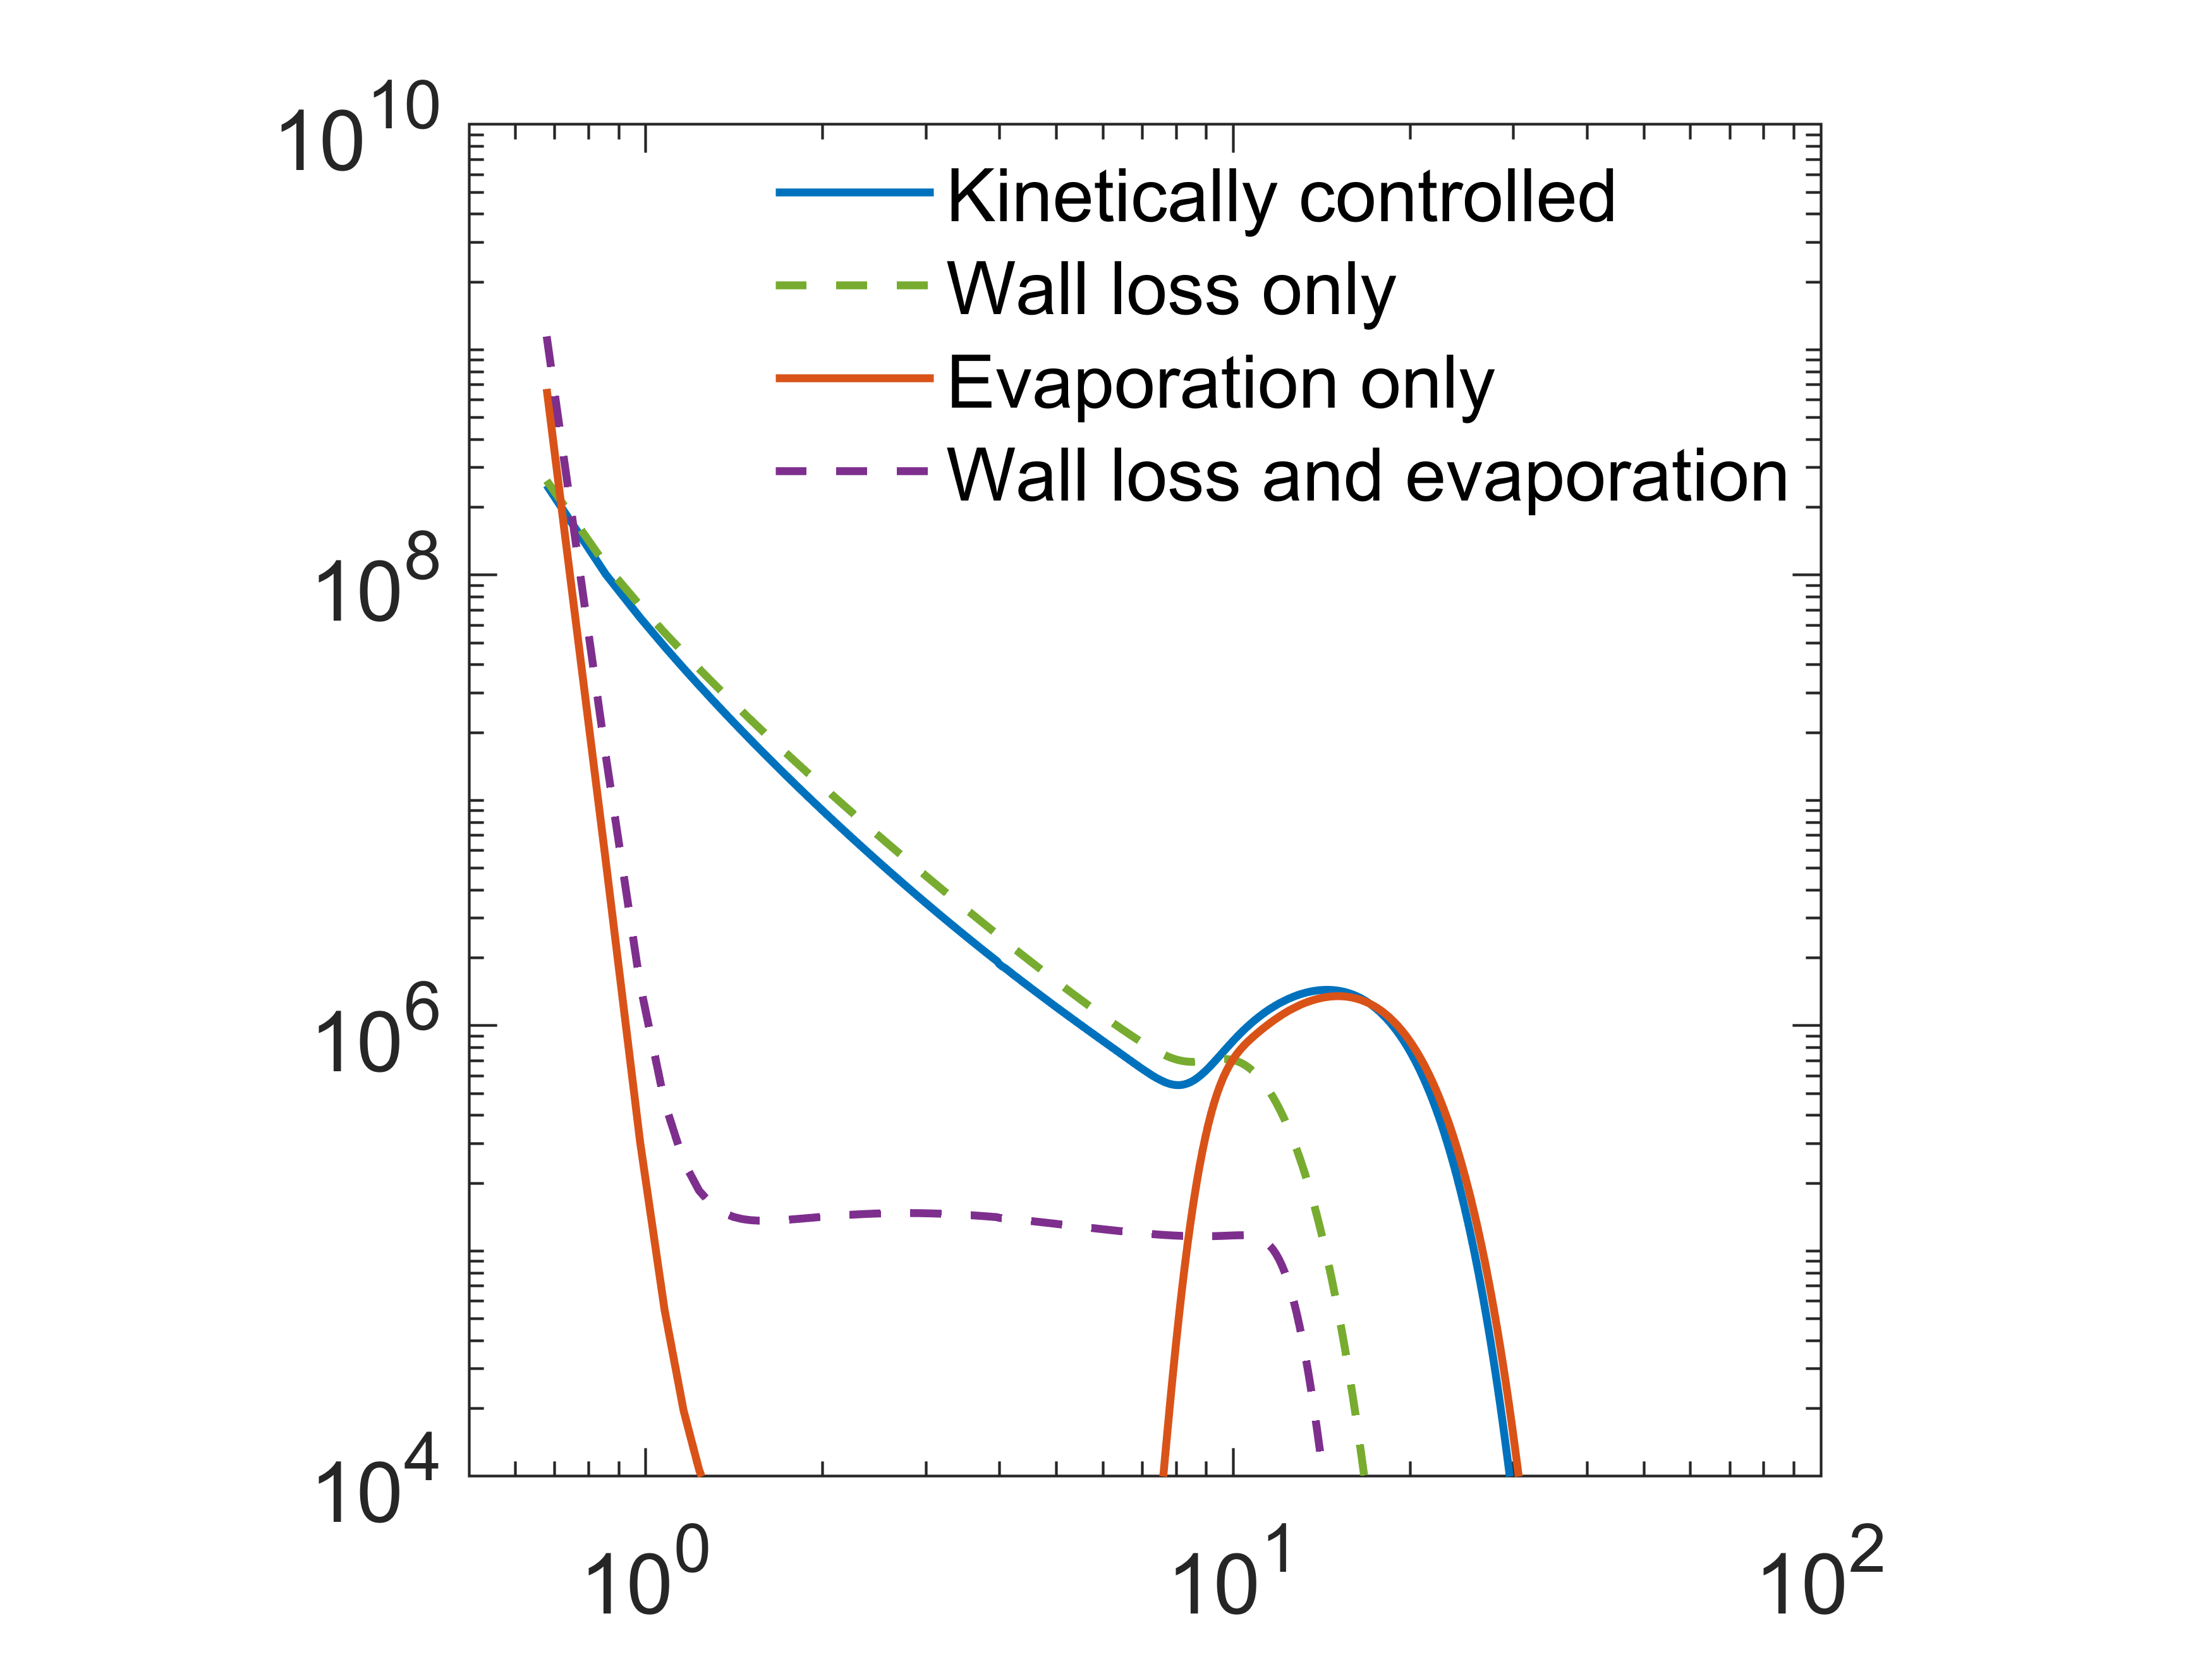 10^10
Kinetically controlled
Wall loss only
Evaporation only
Wall loss and evaporation
10^8
10^6
10^4
10^0 10^1 10^2